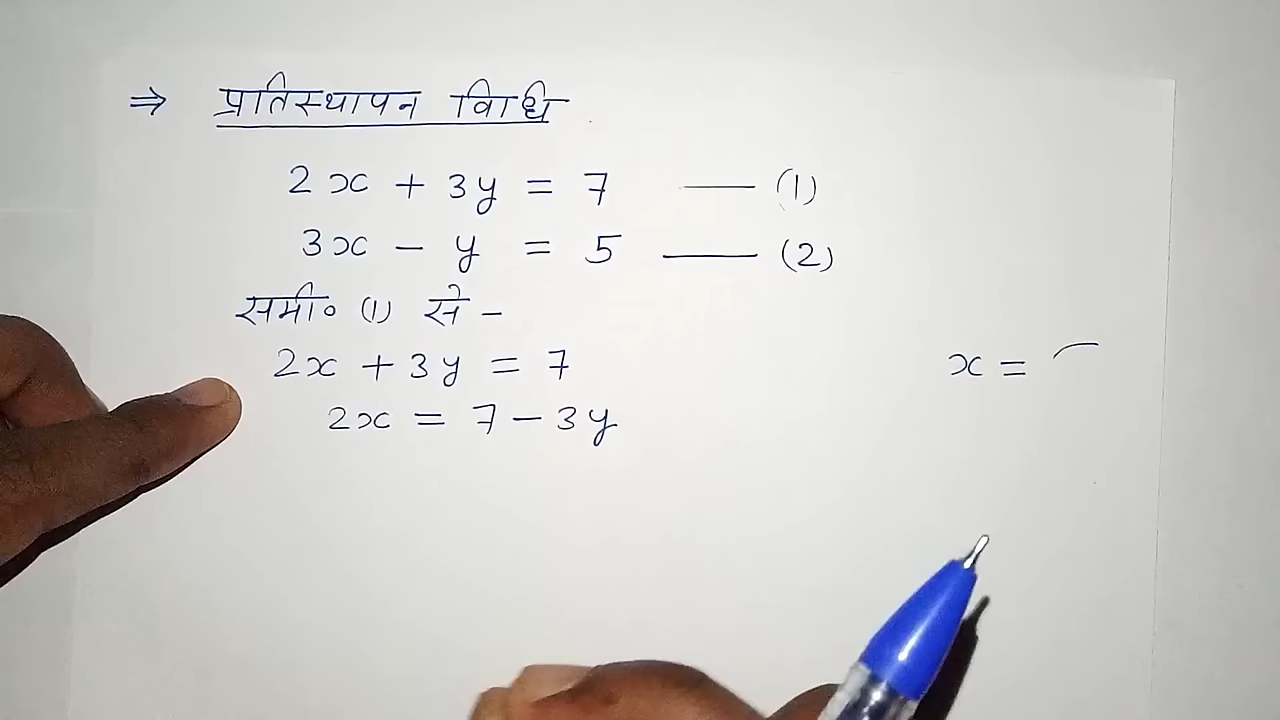 ⇒ प्रतिस्थापन विधि
2x + 3y = 7 —— (1)
3x - y = 5 —— (2)
समी० (1) से -
2x + 3y = 7
x =
2x = 7 - 3y